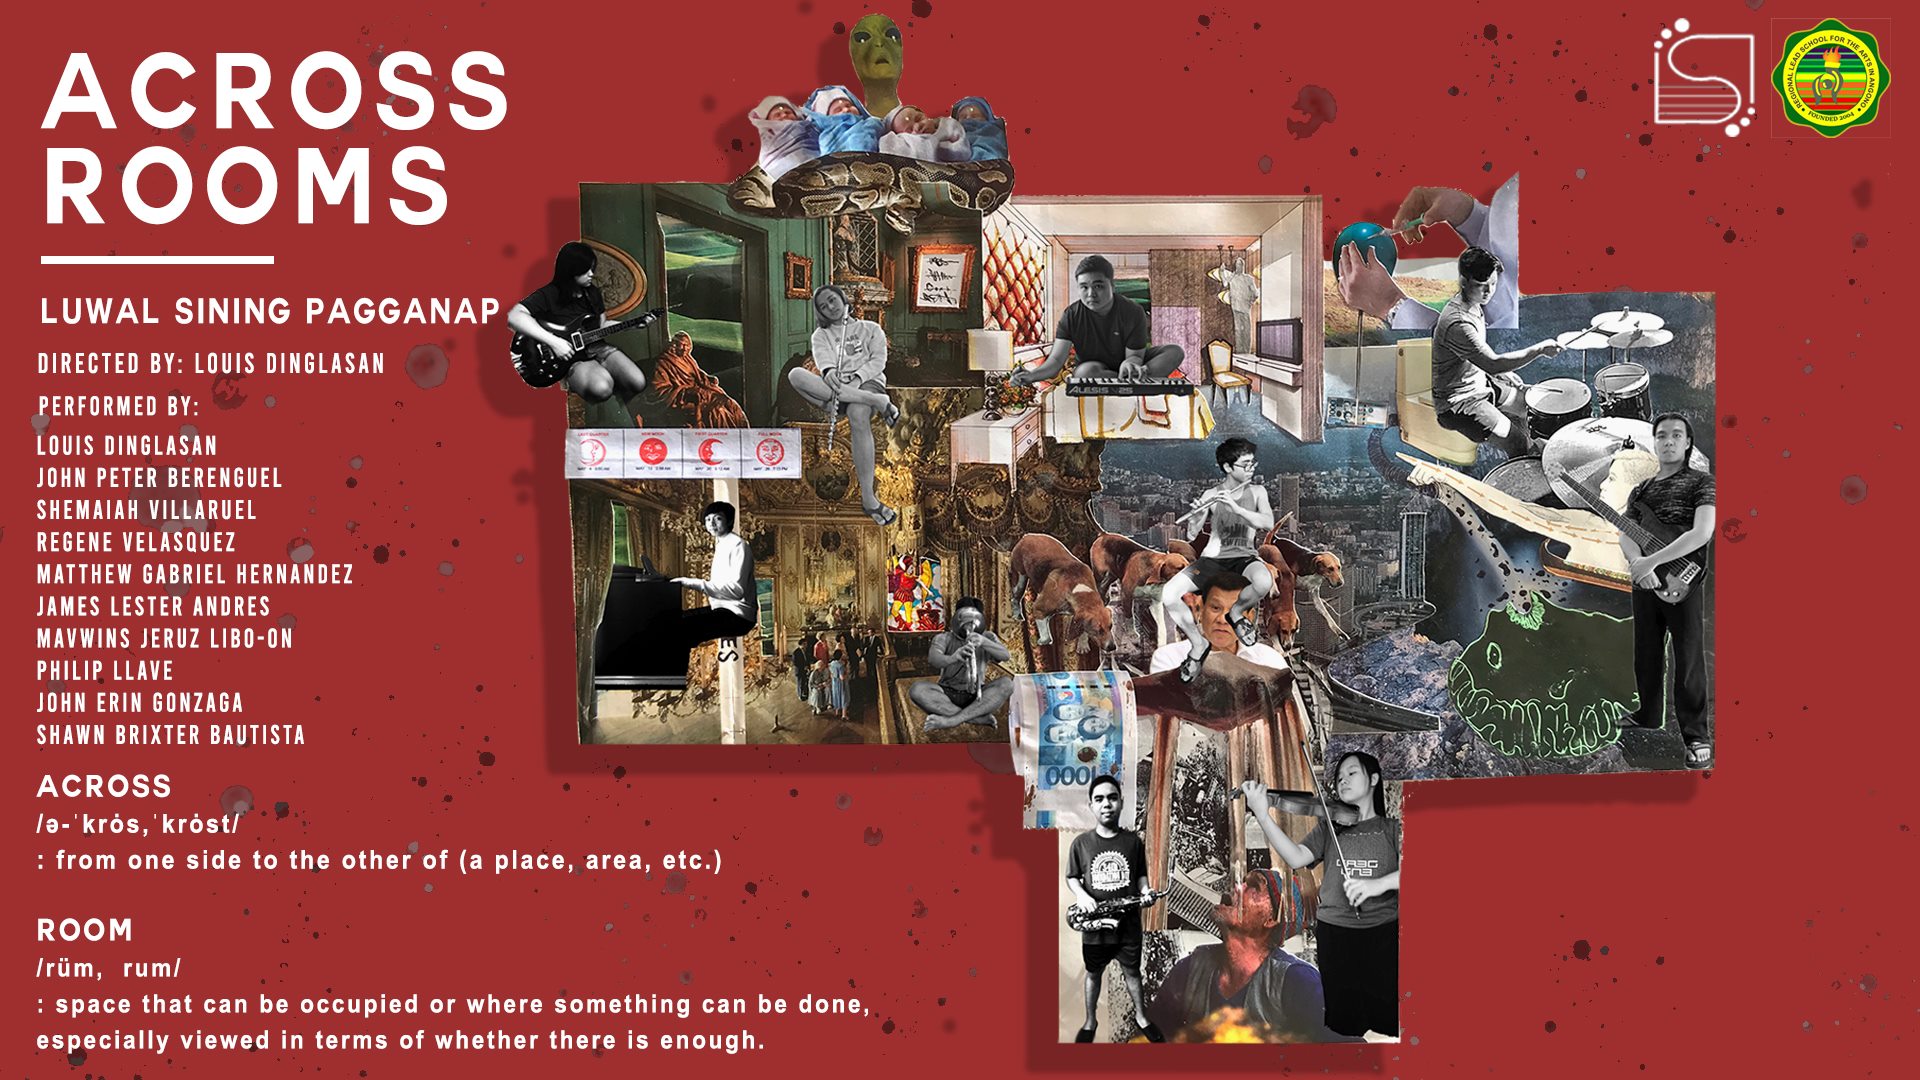 ACROSS
ROOMS
LUWAL SINING PAGGANAP
DIRECTED BY: LOUIS DINGLASAN
PERFORMED BY:
LOUIS DINGLASAN
JOHN PETER BERENGUEL
SHEMAIAH VILLARUEL
REGENE VELASQUEZ
MATTHEW GABRIEL HERNANDEZ
JAMES LESTER ANDRES
MAVWINS JERUZ LIBO-ON
PHILIP LLAVE
JOHN ERIN GONZAGA
SHAWN BRIXTER BAUTISTA
ACROSS
/ə-ˈkrȯs,ˈkrȯst/
: from one side to the other of (a place, area, etc.)
ROOM
/rüm, rum/
: space that can be occupied or where something can be done,
especially viewed in terms of whether there is enough.
REGIONAL LEAD SCHOOL FOR THE ARTS IN ANGONO
FOUNDED 2004
LAST QUARTER
NEW MOON
FIRST QUARTER
FULL MOON
ALESIS V25
ES
000